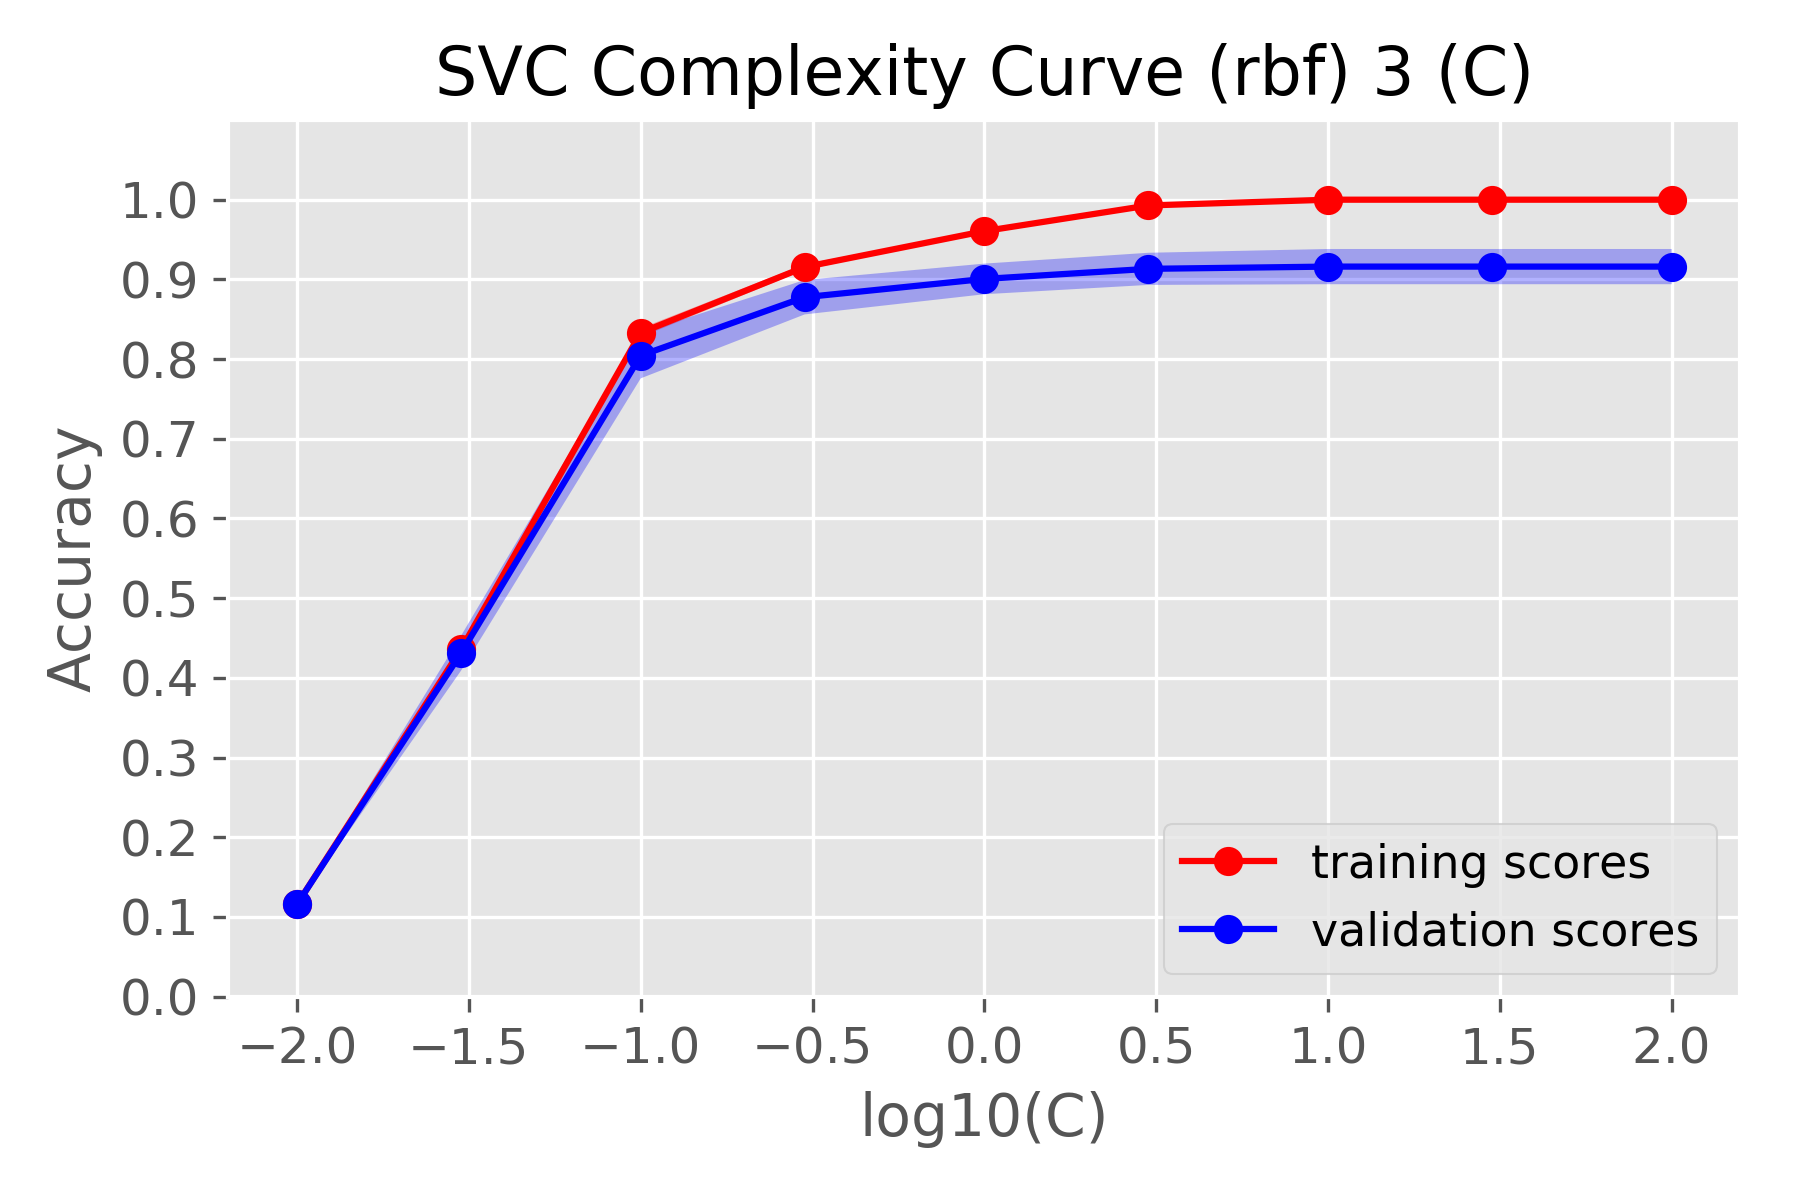 SVC Complexity Curve (rbf) 3 (C)
Accuracy
1.0
0.9
0.8
0.7
0.6
0.5
0.4
0.3
0.2
0.1
0.0
training scores
validation scores
−2.0 −1.5 −1.0 −0.5 0.0 0.5 1.0 1.5 2.0
log10(C)